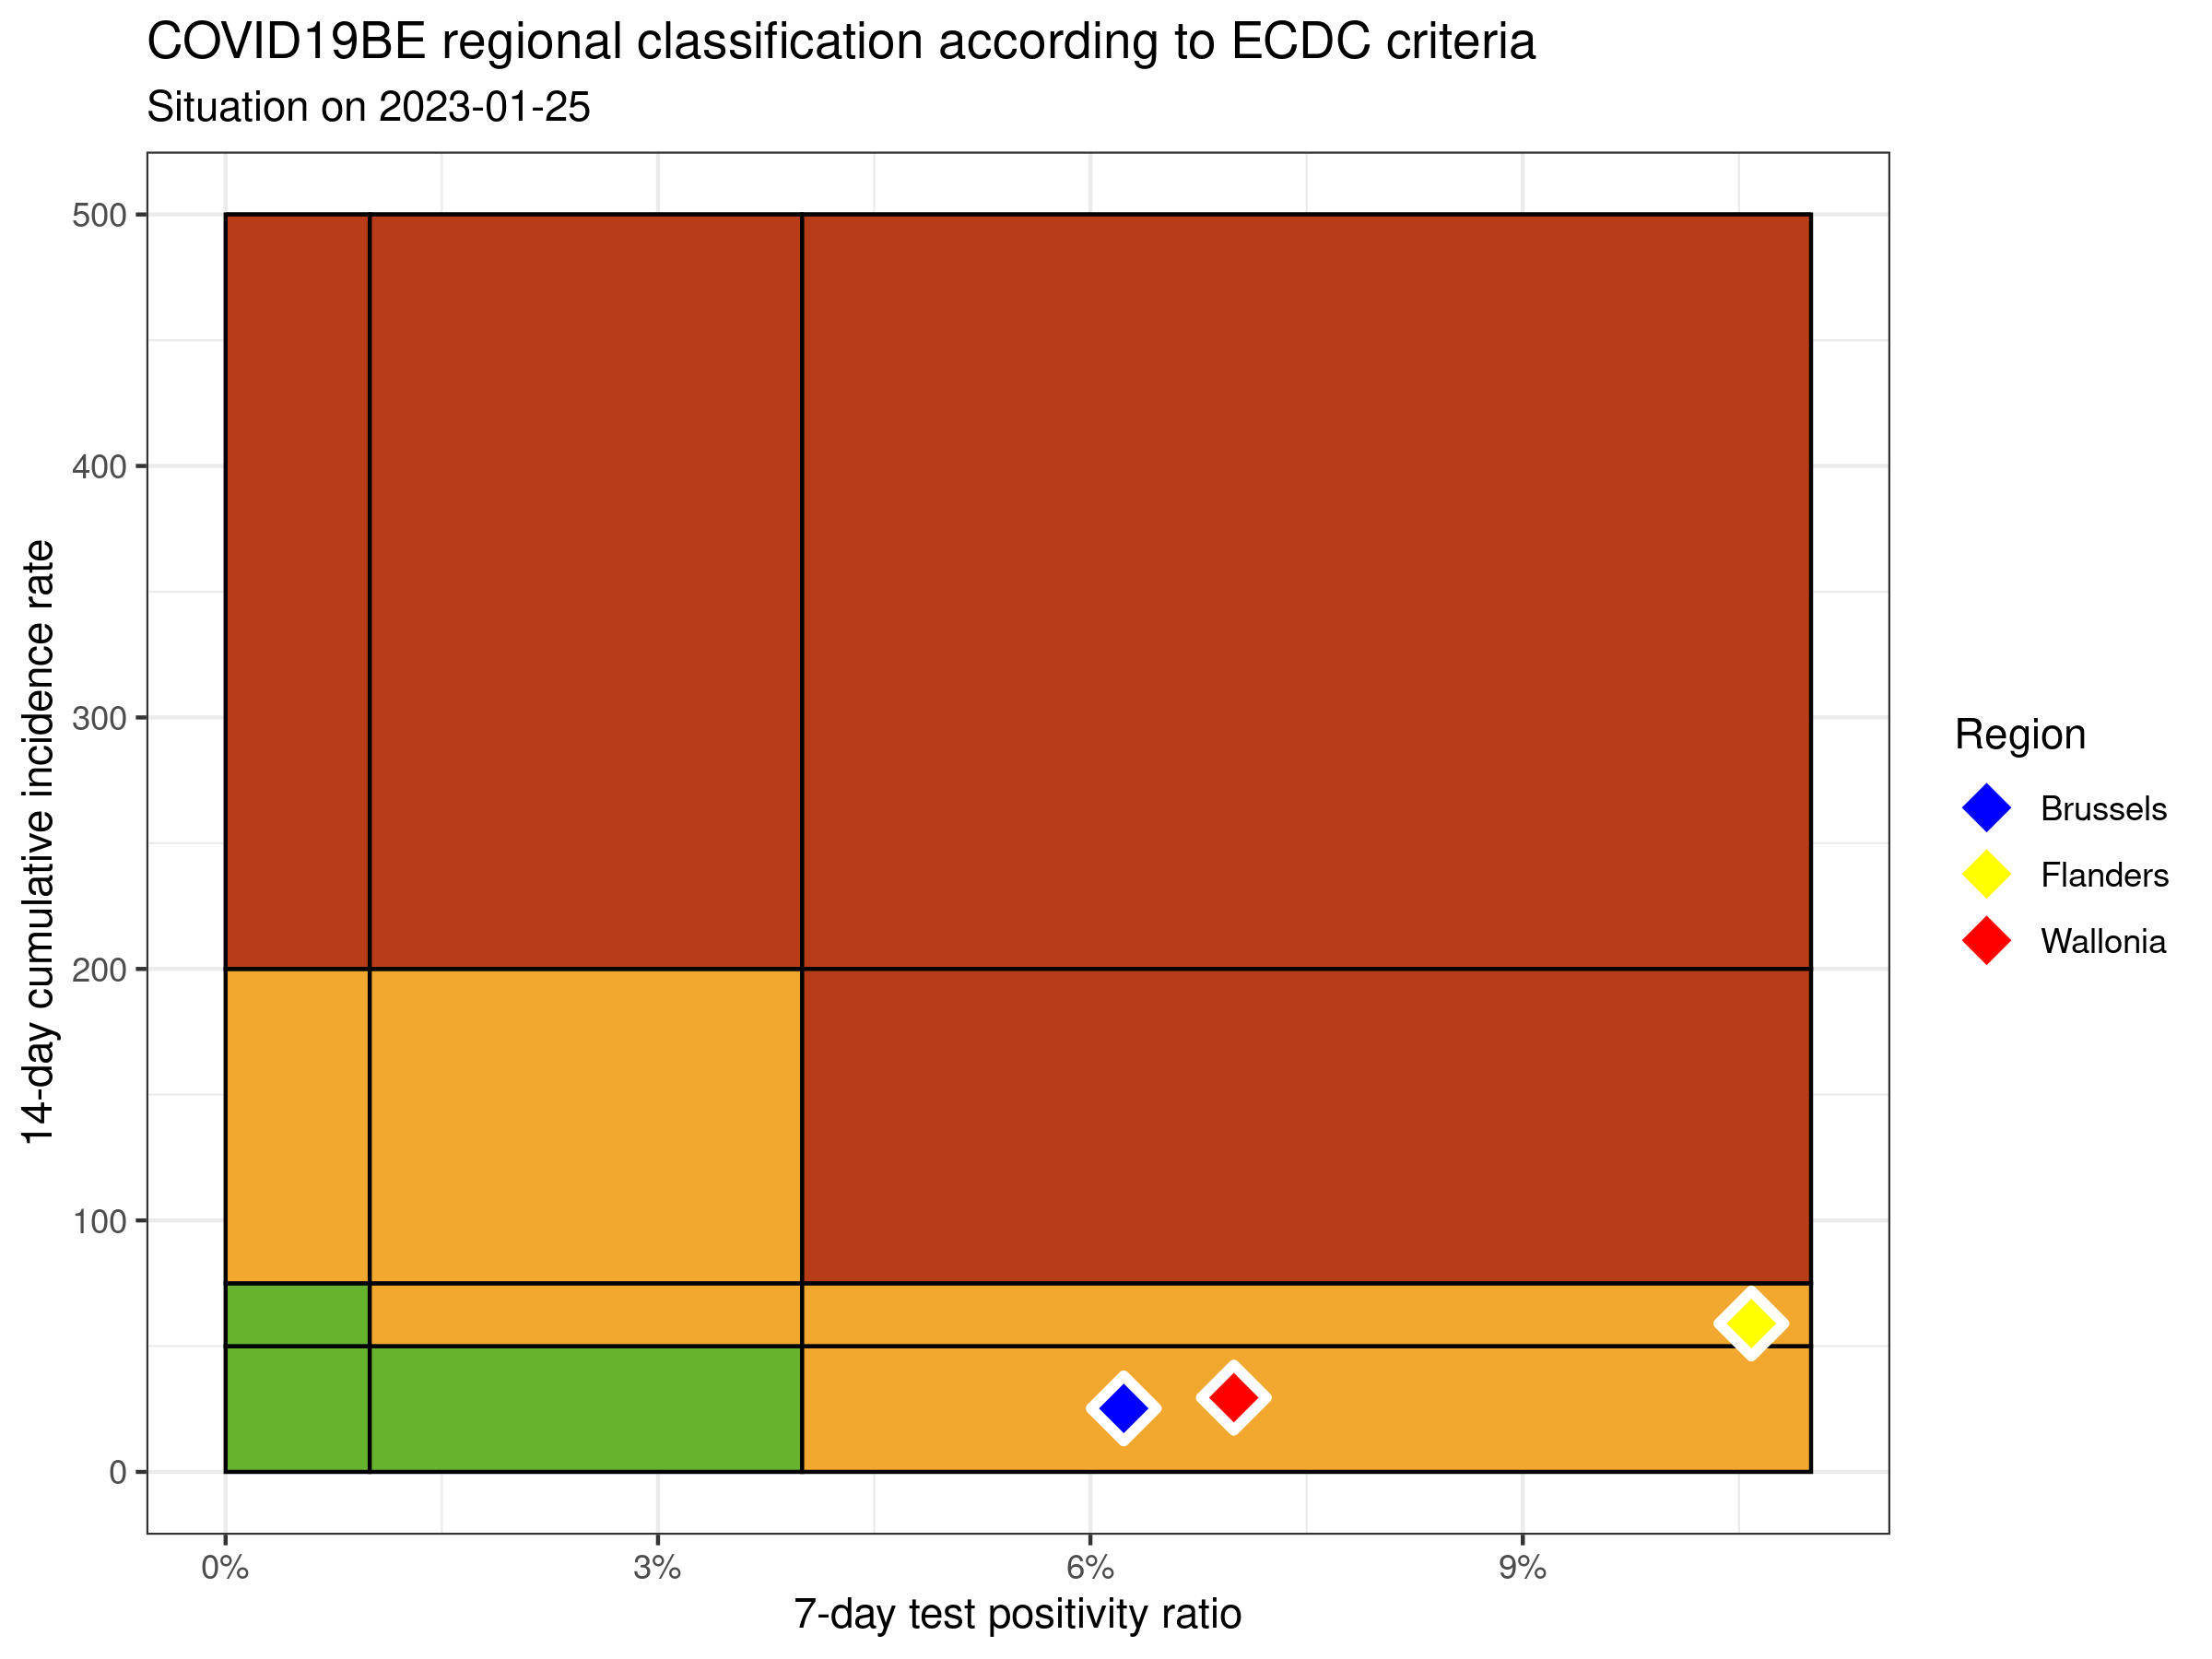 COVID19BE regional classification according to ECDC criteria
Situation on 2023-01-25
14-day cumulative incidence rate
500
400
300
200
100
0
0%
3%
6%
9%
7-day test positivity ratio
Region
Brussels
Flanders
Wallonia